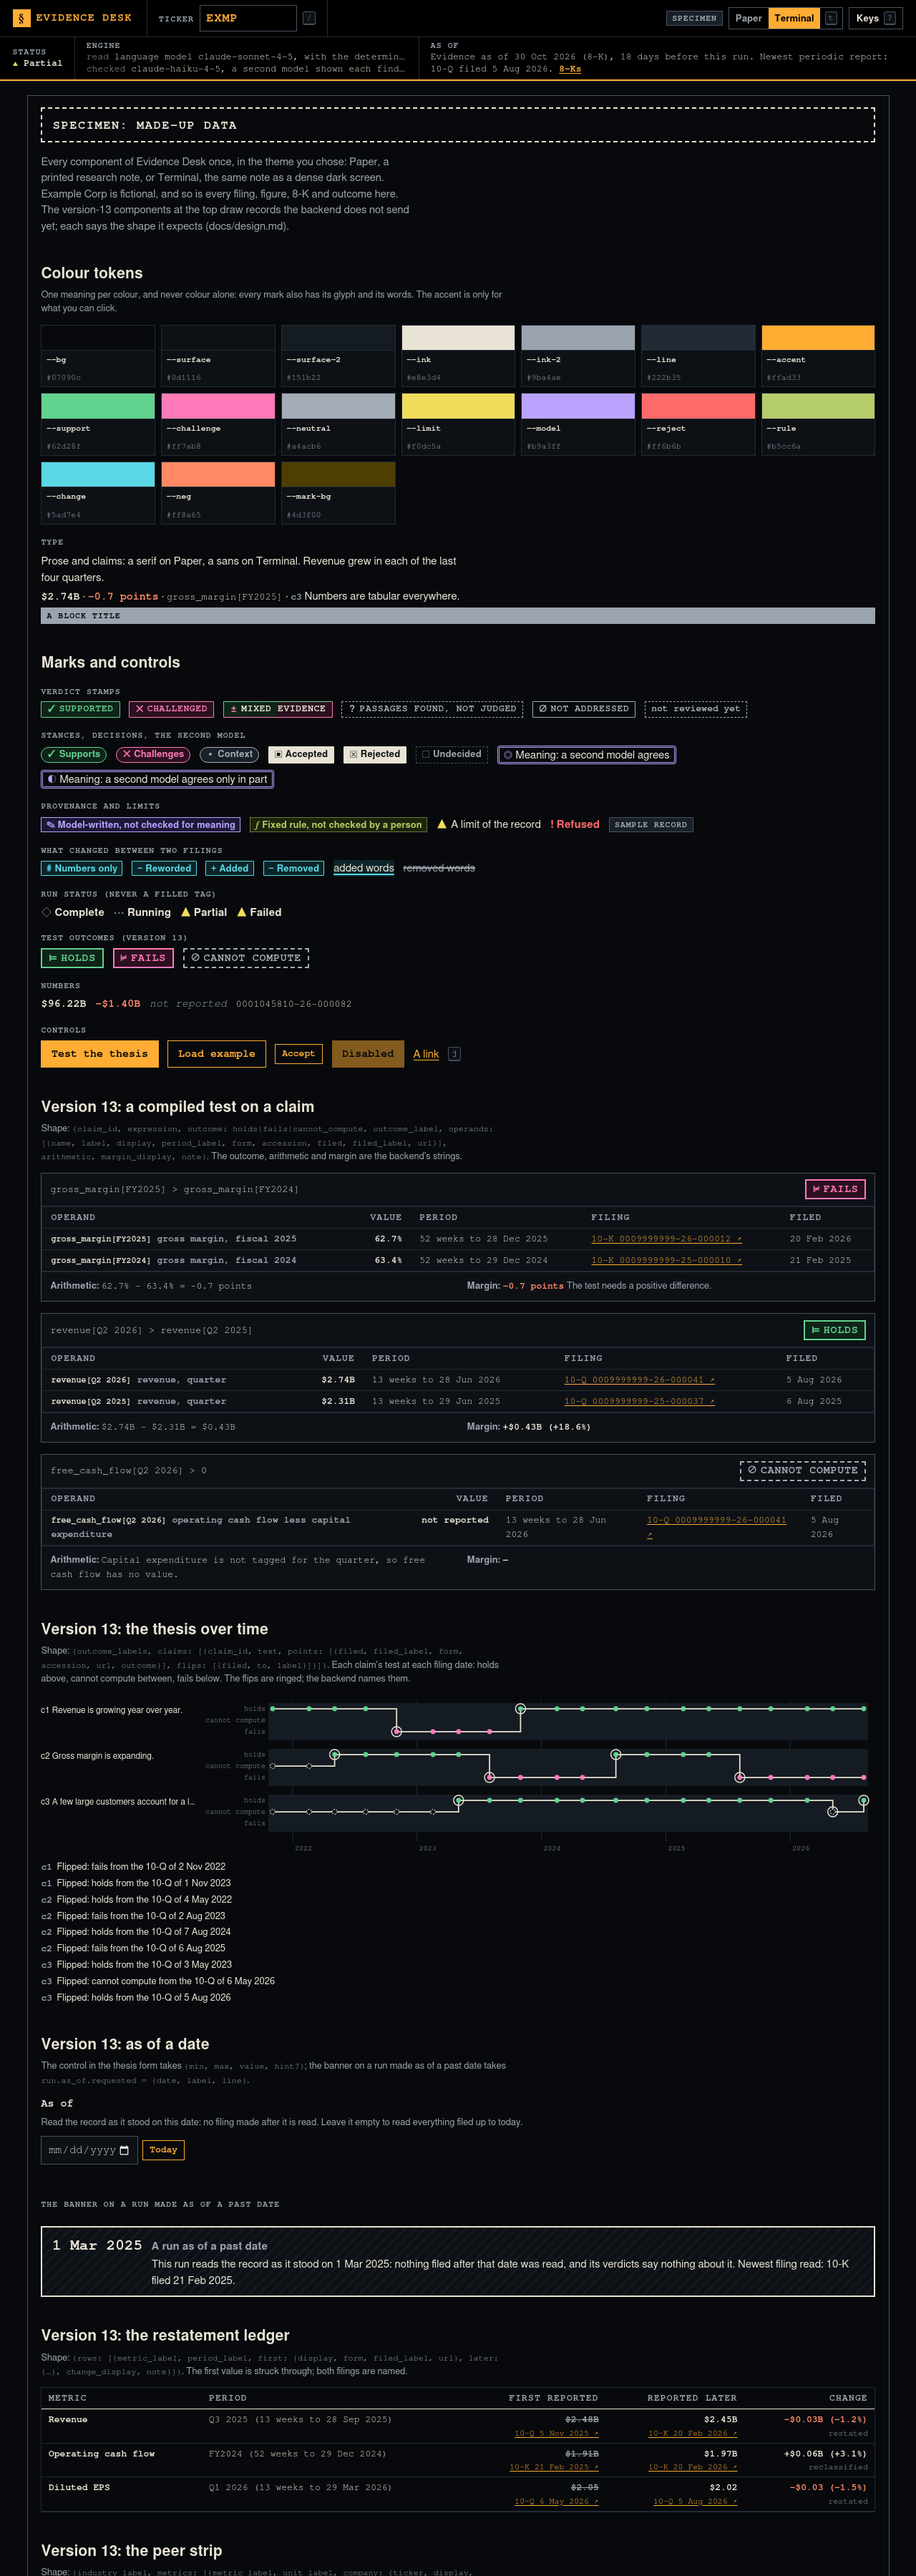 § EVIDENCE DESK TICKER EXMP / SPECIMEN Paper Terminal t Keys ?
STATUS
▲ Partial
ENGINE
read language model claude-sonnet-4-5, with the determin…
checked claude-haiku-4-5, a second model shown each find…
AS OF
Evidence as of 30 Oct 2026 (8-K), 18 days before this run. Newest periodic report:
10-Q filed 5 Aug 2026. 8-Ks
SPECIMEN: MADE-UP DATA
Every component of Evidence Desk once, in the theme you chose: Paper, a
printed research note, or Terminal, the same note as a dense dark screen.
Example Corp is fictional, and so is every filing, figure, 8-K and outcome here.
The version-13 components at the top draw records the backend does not send
yet; each says the shape it expects (docs/design.md).
Colour tokens
One meaning per colour, and never colour alone: every mark also has its glyph and its words. The accent is only for
what you can click.
--bg --surface --surface-2 --ink --ink-2 --line --accent
#07090c #0d1116 #151b22 #e8e3d4 #9ba4ae #222b35 #ffad33
--support --challenge --neutral --limit --model --reject --rule
#62d28f #ff7ab8 #a4acb6 #f0dc5a #b9a3ff #ff6b6b #b5cc6a
--change --neg --mark-bg
#5ad7e4 #ff8a65 #4d3f00
TYPE
Prose and claims: a serif on Paper, a sans on Terminal. Revenue grew in each of the last
four quarters.
$2.74B · −0.7 points · gross_margin[FY2025] · c3 Numbers are tabular everywhere.
A BLOCK TITLE
Marks and controls
VERDICT STAMPS
✓ SUPPORTED ✕ CHALLENGED ± MIXED EVIDENCE ? PASSAGES FOUND, NOT JUDGED ∅ NOT ADDRESSED not reviewed yet
STANCES, DECISIONS, THE SECOND MODEL
✓ Supports ✕ Challenges • Context ▣ Accepted ☒ Rejected □ Undecided ◎ Meaning: a second model agrees
◐ Meaning: a second model agrees only in part
PROVENANCE AND LIMITS
✎ Model-written, not checked for meaning ƒ Fixed rule, not checked by a person ▲ A limit of the record ! Refused SAMPLE RECORD
WHAT CHANGED BETWEEN TWO FILINGS
# Numbers only ~ Reworded + Added − Removed added words removed words
RUN STATUS (NEVER A FILLED TAG)
◇ Complete ⋯ Running ▲ Partial ▲ Failed
TEST OUTCOMES (VERSION 13)
⊨ HOLDS ⊭ FAILS ⊘ CANNOT COMPUTE
NUMBERS
$96.22B −$1.40B not reported 0001045810-26-000082
CONTROLS
Test the thesis Load example Accept Disabled A link j
Version 13: a compiled test on a claim
Shape: {claim_id, expression, outcome: holds|fails|cannot_compute, outcome_label, operands:
[{name, label, display, period_label, form, accession, filed, filed_label, url}],
arithmetic, margin_display, note}. The outcome, arithmetic and margin are the backend's strings.
gross_margin[FY2025] > gross_margin[FY2024] ⊭ FAILS
OPERAND VALUE PERIOD FILING FILED
gross_margin[FY2025] gross margin, fiscal 2025 62.7% 52 weeks to 28 Dec 2025 10-K 0009999999-26-000012 ↗ 20 Feb 2026
gross_margin[FY2024] gross margin, fiscal 2024 63.4% 52 weeks to 29 Dec 2024 10-K 0009999999-25-000010 ↗ 21 Feb 2025
Arithmetic: 62.7% − 63.4% = −0.7 points Margin: −0.7 points The test needs a positive difference.
revenue[Q2 2026] > revenue[Q2 2025] ⊨ HOLDS
OPERAND VALUE PERIOD FILING FILED
revenue[Q2 2026] revenue, quarter $2.74B 13 weeks to 28 Jun 2026 10-Q 0009999999-26-000041 ↗ 5 Aug 2026
revenue[Q2 2025] revenue, quarter $2.31B 13 weeks to 29 Jun 2025 10-Q 0009999999-25-000037 ↗ 6 Aug 2025
Arithmetic: $2.74B − $2.31B = $0.43B Margin: +$0.43B (+18.6%)
free_cash_flow[Q2 2026] > 0 ⊘ CANNOT COMPUTE
OPERAND VALUE PERIOD FILING FILED
free_cash_flow[Q2 2026] operating cash flow less capital not reported 13 weeks to 28 Jun 10-Q 0009999999-26-000041 5 Aug
expenditure 2026 ↗ 2026
Arithmetic: Capital expenditure is not tagged for the quarter, so free Margin: —
cash flow has no value.
Version 13: the thesis over time
Shape: {outcome_labels, claims: [{claim_id, text, points: [{filed, filed_label, form,
accession, url, outcome}], flips: [{filed, to, label}]}]}. Each claim's test at each filing date: holds
above, cannot compute between, fails below. The flips are ringed; the backend names them.
c1 Revenue is growing year over year. holds
cannot compute
fails
c2 Gross margin is expanding. holds
cannot compute
fails
c3 A few large customers account for a l… holds
cannot compute
fails
2022 2023 2024 2025 2026
c1 Flipped: fails from the 10-Q of 2 Nov 2022
c1 Flipped: holds from the 10-Q of 1 Nov 2023
c2 Flipped: holds from the 10-Q of 4 May 2022
c2 Flipped: fails from the 10-Q of 2 Aug 2023
c2 Flipped: holds from the 10-Q of 7 Aug 2024
c2 Flipped: fails from the 10-Q of 6 Aug 2025
c3 Flipped: holds from the 10-Q of 3 May 2023
c3 Flipped: cannot compute from the 10-Q of 6 May 2026
c3 Flipped: holds from the 10-Q of 5 Aug 2026
Version 13: as of a date
The control in the thesis form takes {min, max, value, hint?}; the banner on a run made as of a past date takes
run.as_of.requested = {date, label, line}.
As of
Read the record as it stood on this date: no filing made after it is read. Leave it empty to read everything filed up to today.
mm/dd/yyyy Today
THE BANNER ON A RUN MADE AS OF A PAST DATE
1 Mar 2025 A run as of a past date
This run reads the record as it stood on 1 Mar 2025: nothing filed after that date was read, and its verdicts say nothing about it. Newest filing read: 10-K
filed 21 Feb 2025.
Version 13: the restatement ledger
Shape: {rows: [{metric_label, period_label, first: {display, form, filed_label, url}, later:
{…}, change_display, note}]}. The first value is struck through; both filings are named.
METRIC PERIOD FIRST REPORTED REPORTED LATER CHANGE
Revenue Q3 2025 (13 weeks to 28 Sep 2025) $2.48B $2.45B −$0.03B (−1.2%)
10-Q 5 Nov 2025 ↗ 10-K 20 Feb 2026 ↗ restated
Operating cash flow FY2024 (52 weeks to 29 Dec 2024) $1.91B $1.97B +$0.06B (+3.1%)
10-K 21 Feb 2025 ↗ 10-K 20 Feb 2026 ↗ reclassified
Diluted EPS Q1 2026 (13 weeks to 29 Mar 2026) $2.05 $2.02 −$0.03 (−1.5%)
10-Q 6 May 2026 ↗ 10-Q 5 Aug 2026 ↗ restated
Version 13: the peer strip
Shape: {industry_label, metrics: [{metric_label, unit_label, company: {ticker, display,